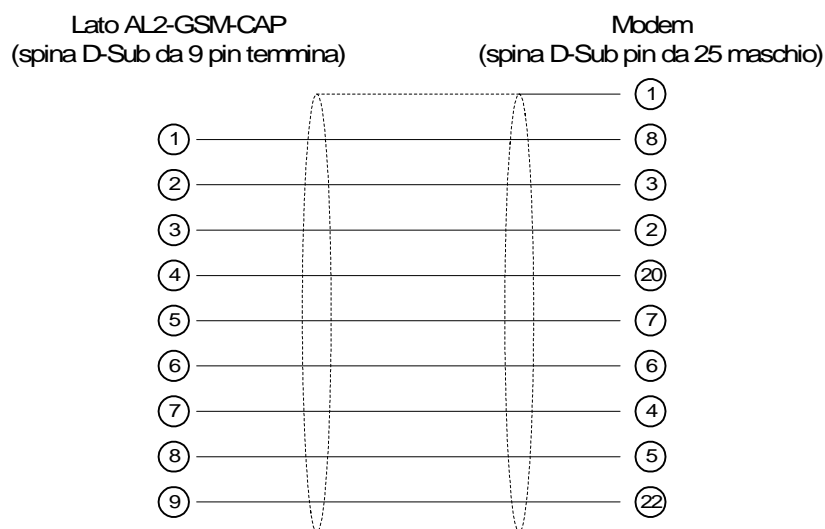 Lato AL2-GSM-CAP
(spina D-Sub da 9 pin temmina)
Modem
(spina D-Sub pin da 25 maschio)
1
1 8
2 3
3 2
4 20
5 7
6 6
7 4
8 5
9 22